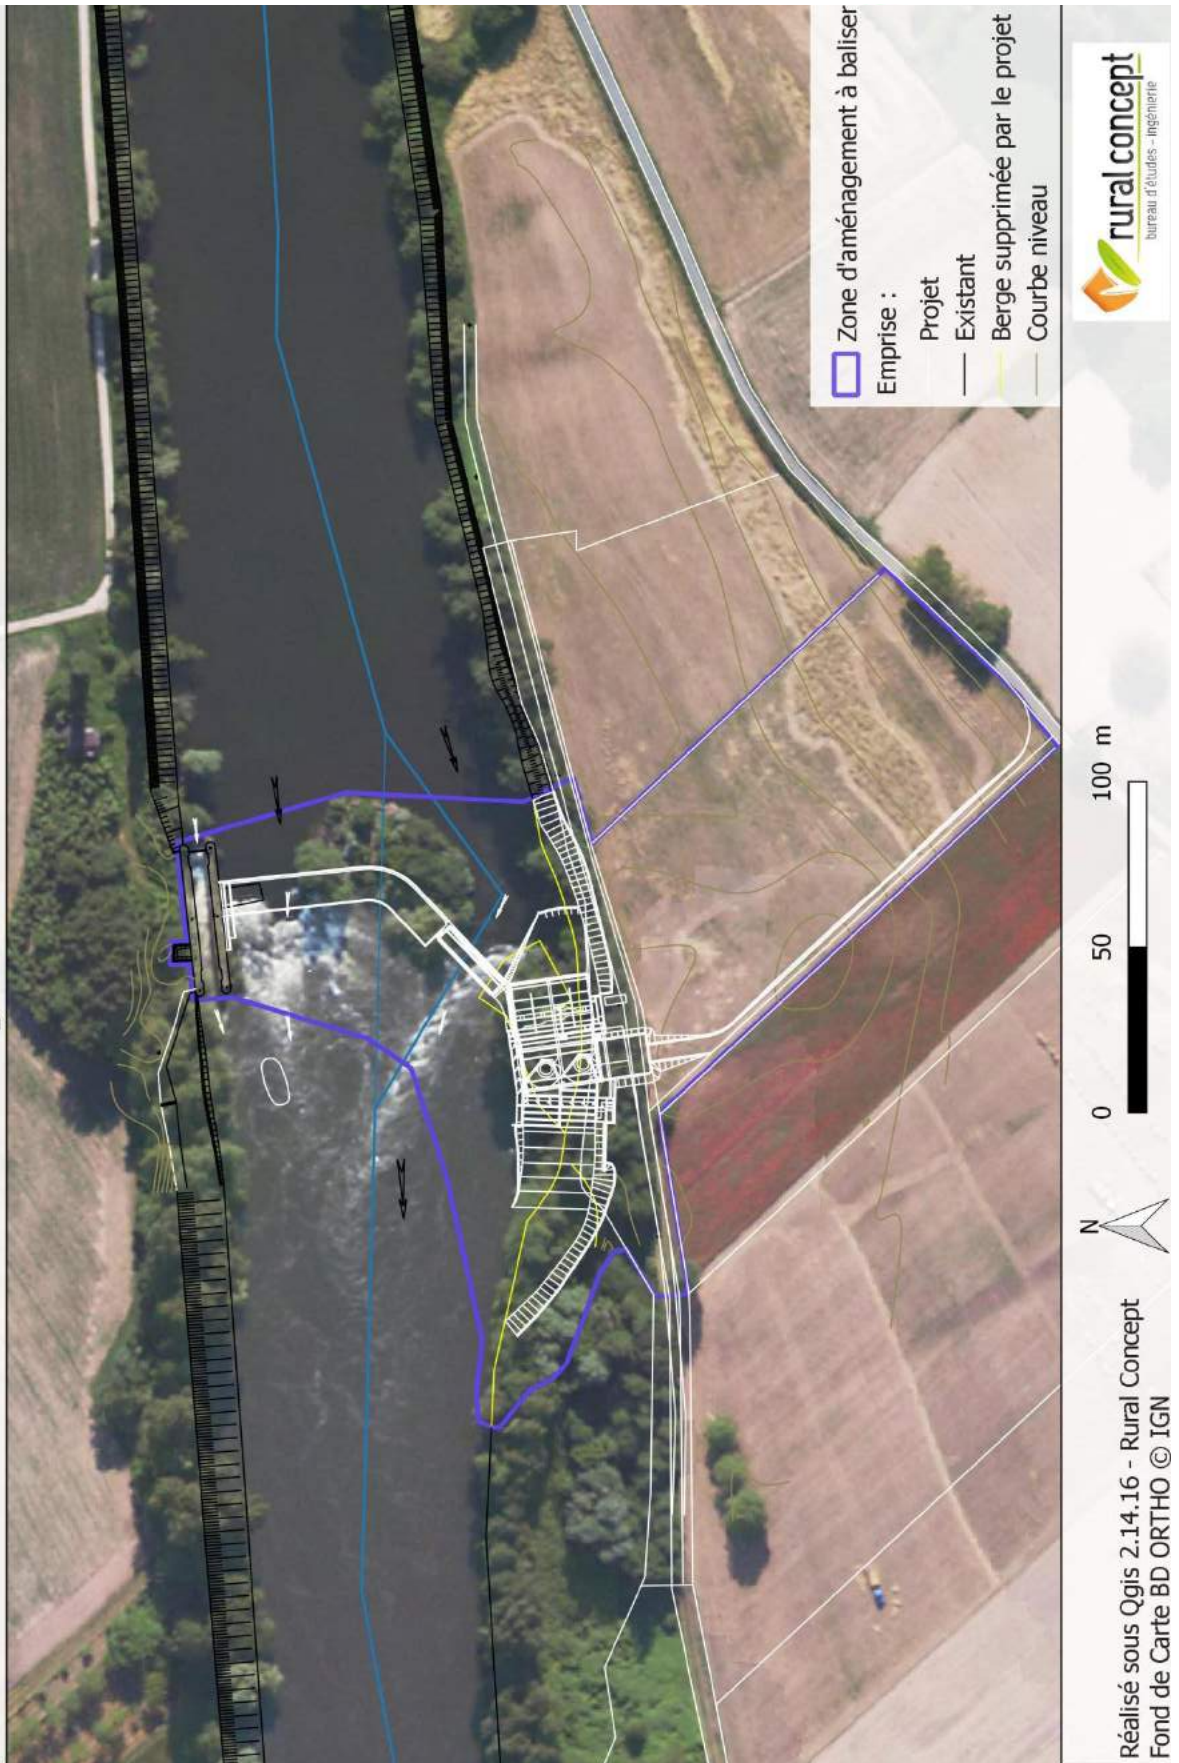 Zone d'aménagement à baliser
Emprise :
Projet
Existant
Berge supprimée par le projet
Courbe niveau
rural concept
bureau d'études - ingénierie
0 50 100 m
N
Réalisé sous Qgis 2.14.16 - Rural Concept
Fond de Carte BD ORTHO © IGN